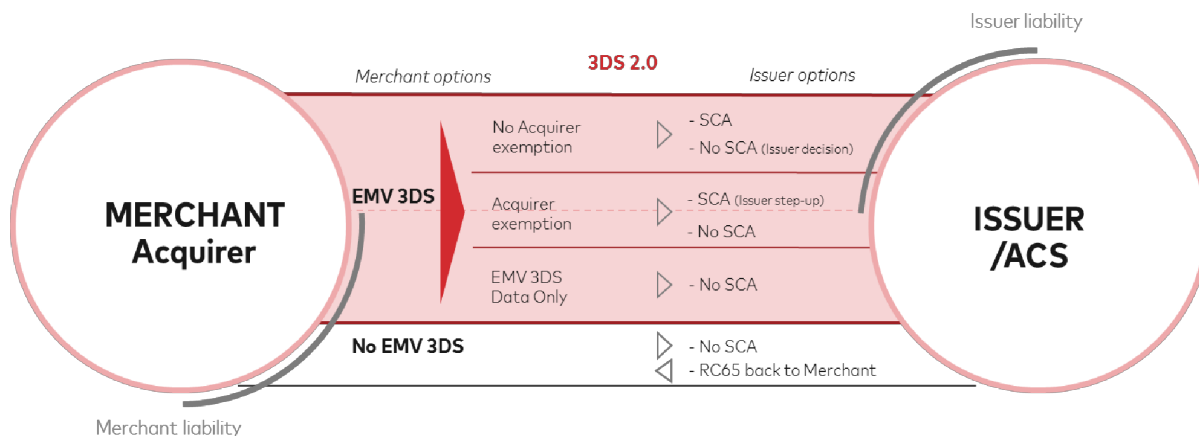 Issuer liability
3DS 2.0
Merchant options
Issuer options
No Acquirer
exemption
- SCA
- No SCA (Issuer decision)
EMV 3DS
MERCHANT
Acquirer
Acquirer
exemption
- SCA (Issuer step-up)
- No SCA
ISSUER
/ACS
EMV 3DS
Data Only
- No SCA
No EMV 3DS
- No SCA
- RC65 back to Merchant
Merchant liability